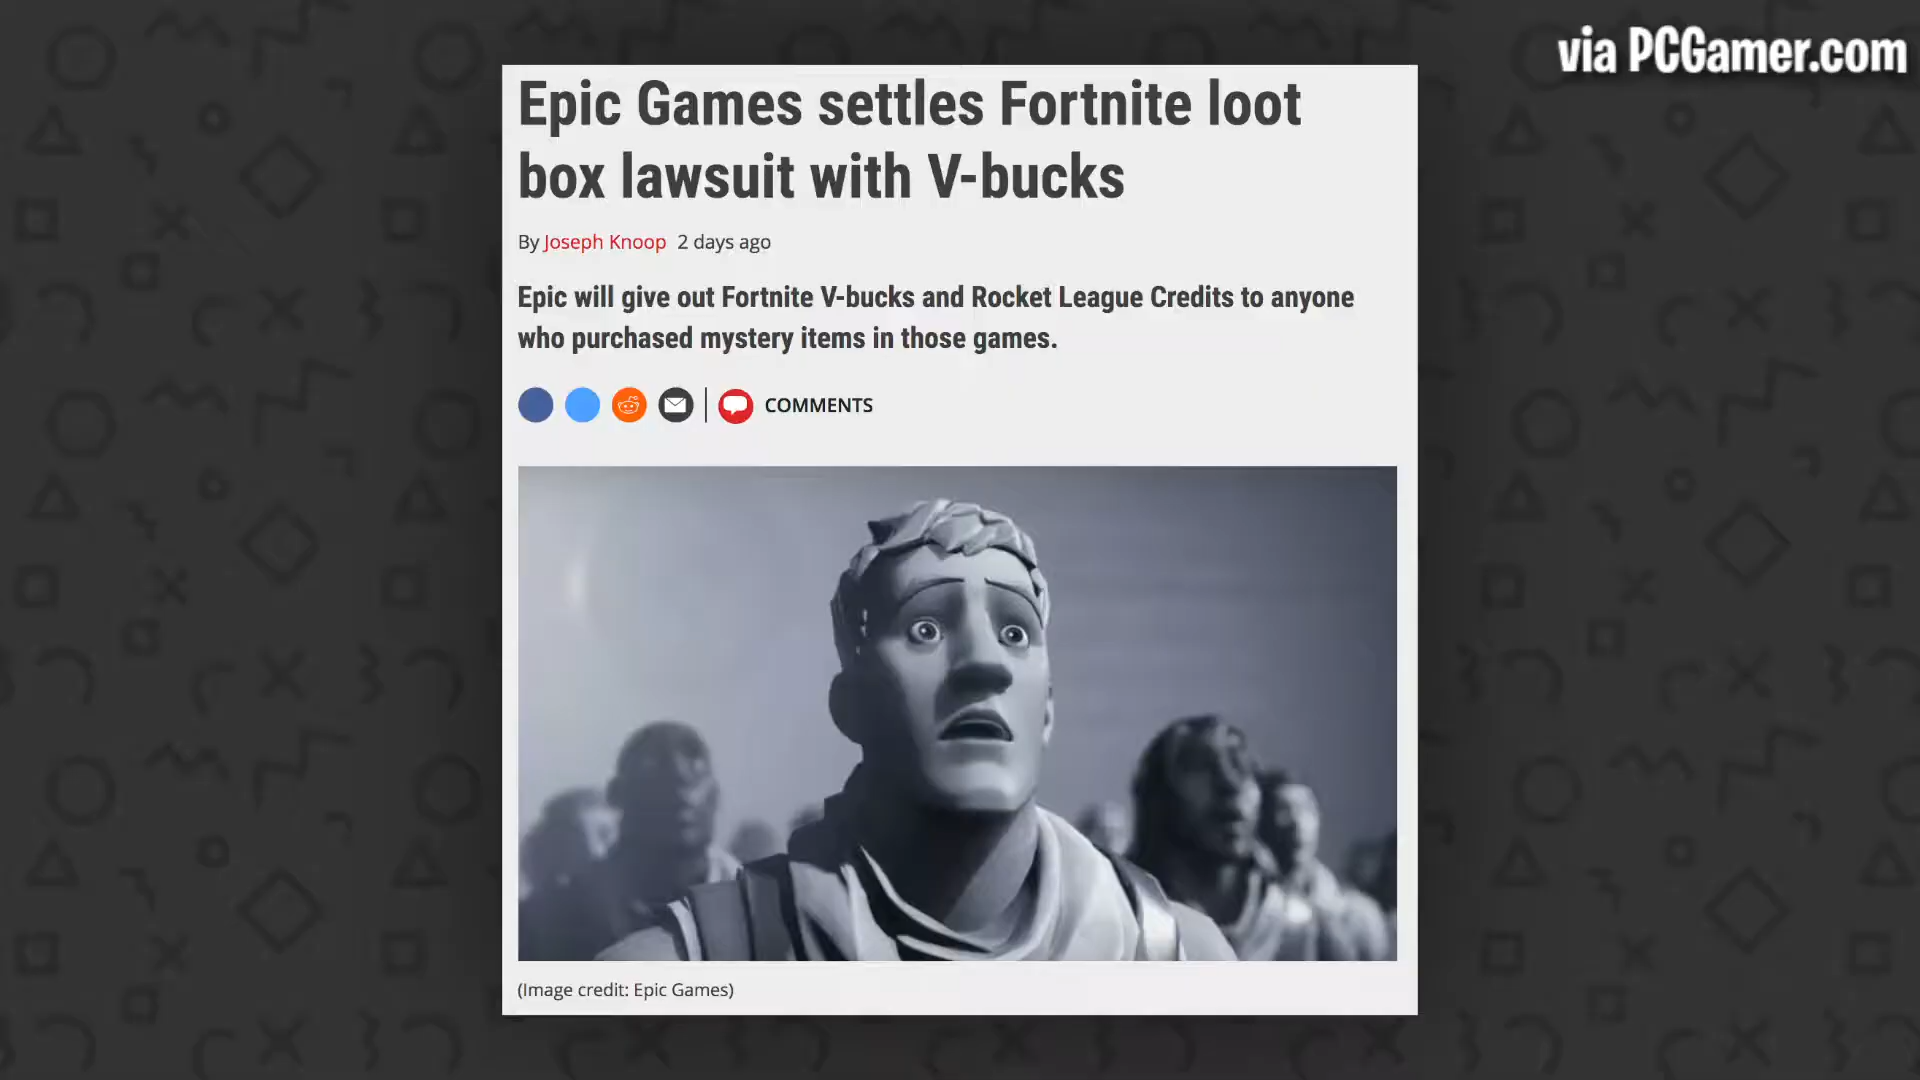 via PCGamer.com
Epic Games settles Fortnite loot
box lawsuit with V-bucks
By Joseph Knoop 2 days ago
Epic will give out Fortnite V-bucks and Rocket League Credits to anyone
who purchased mystery items in those games.
COMMENTS
(Image credit: Epic Games)